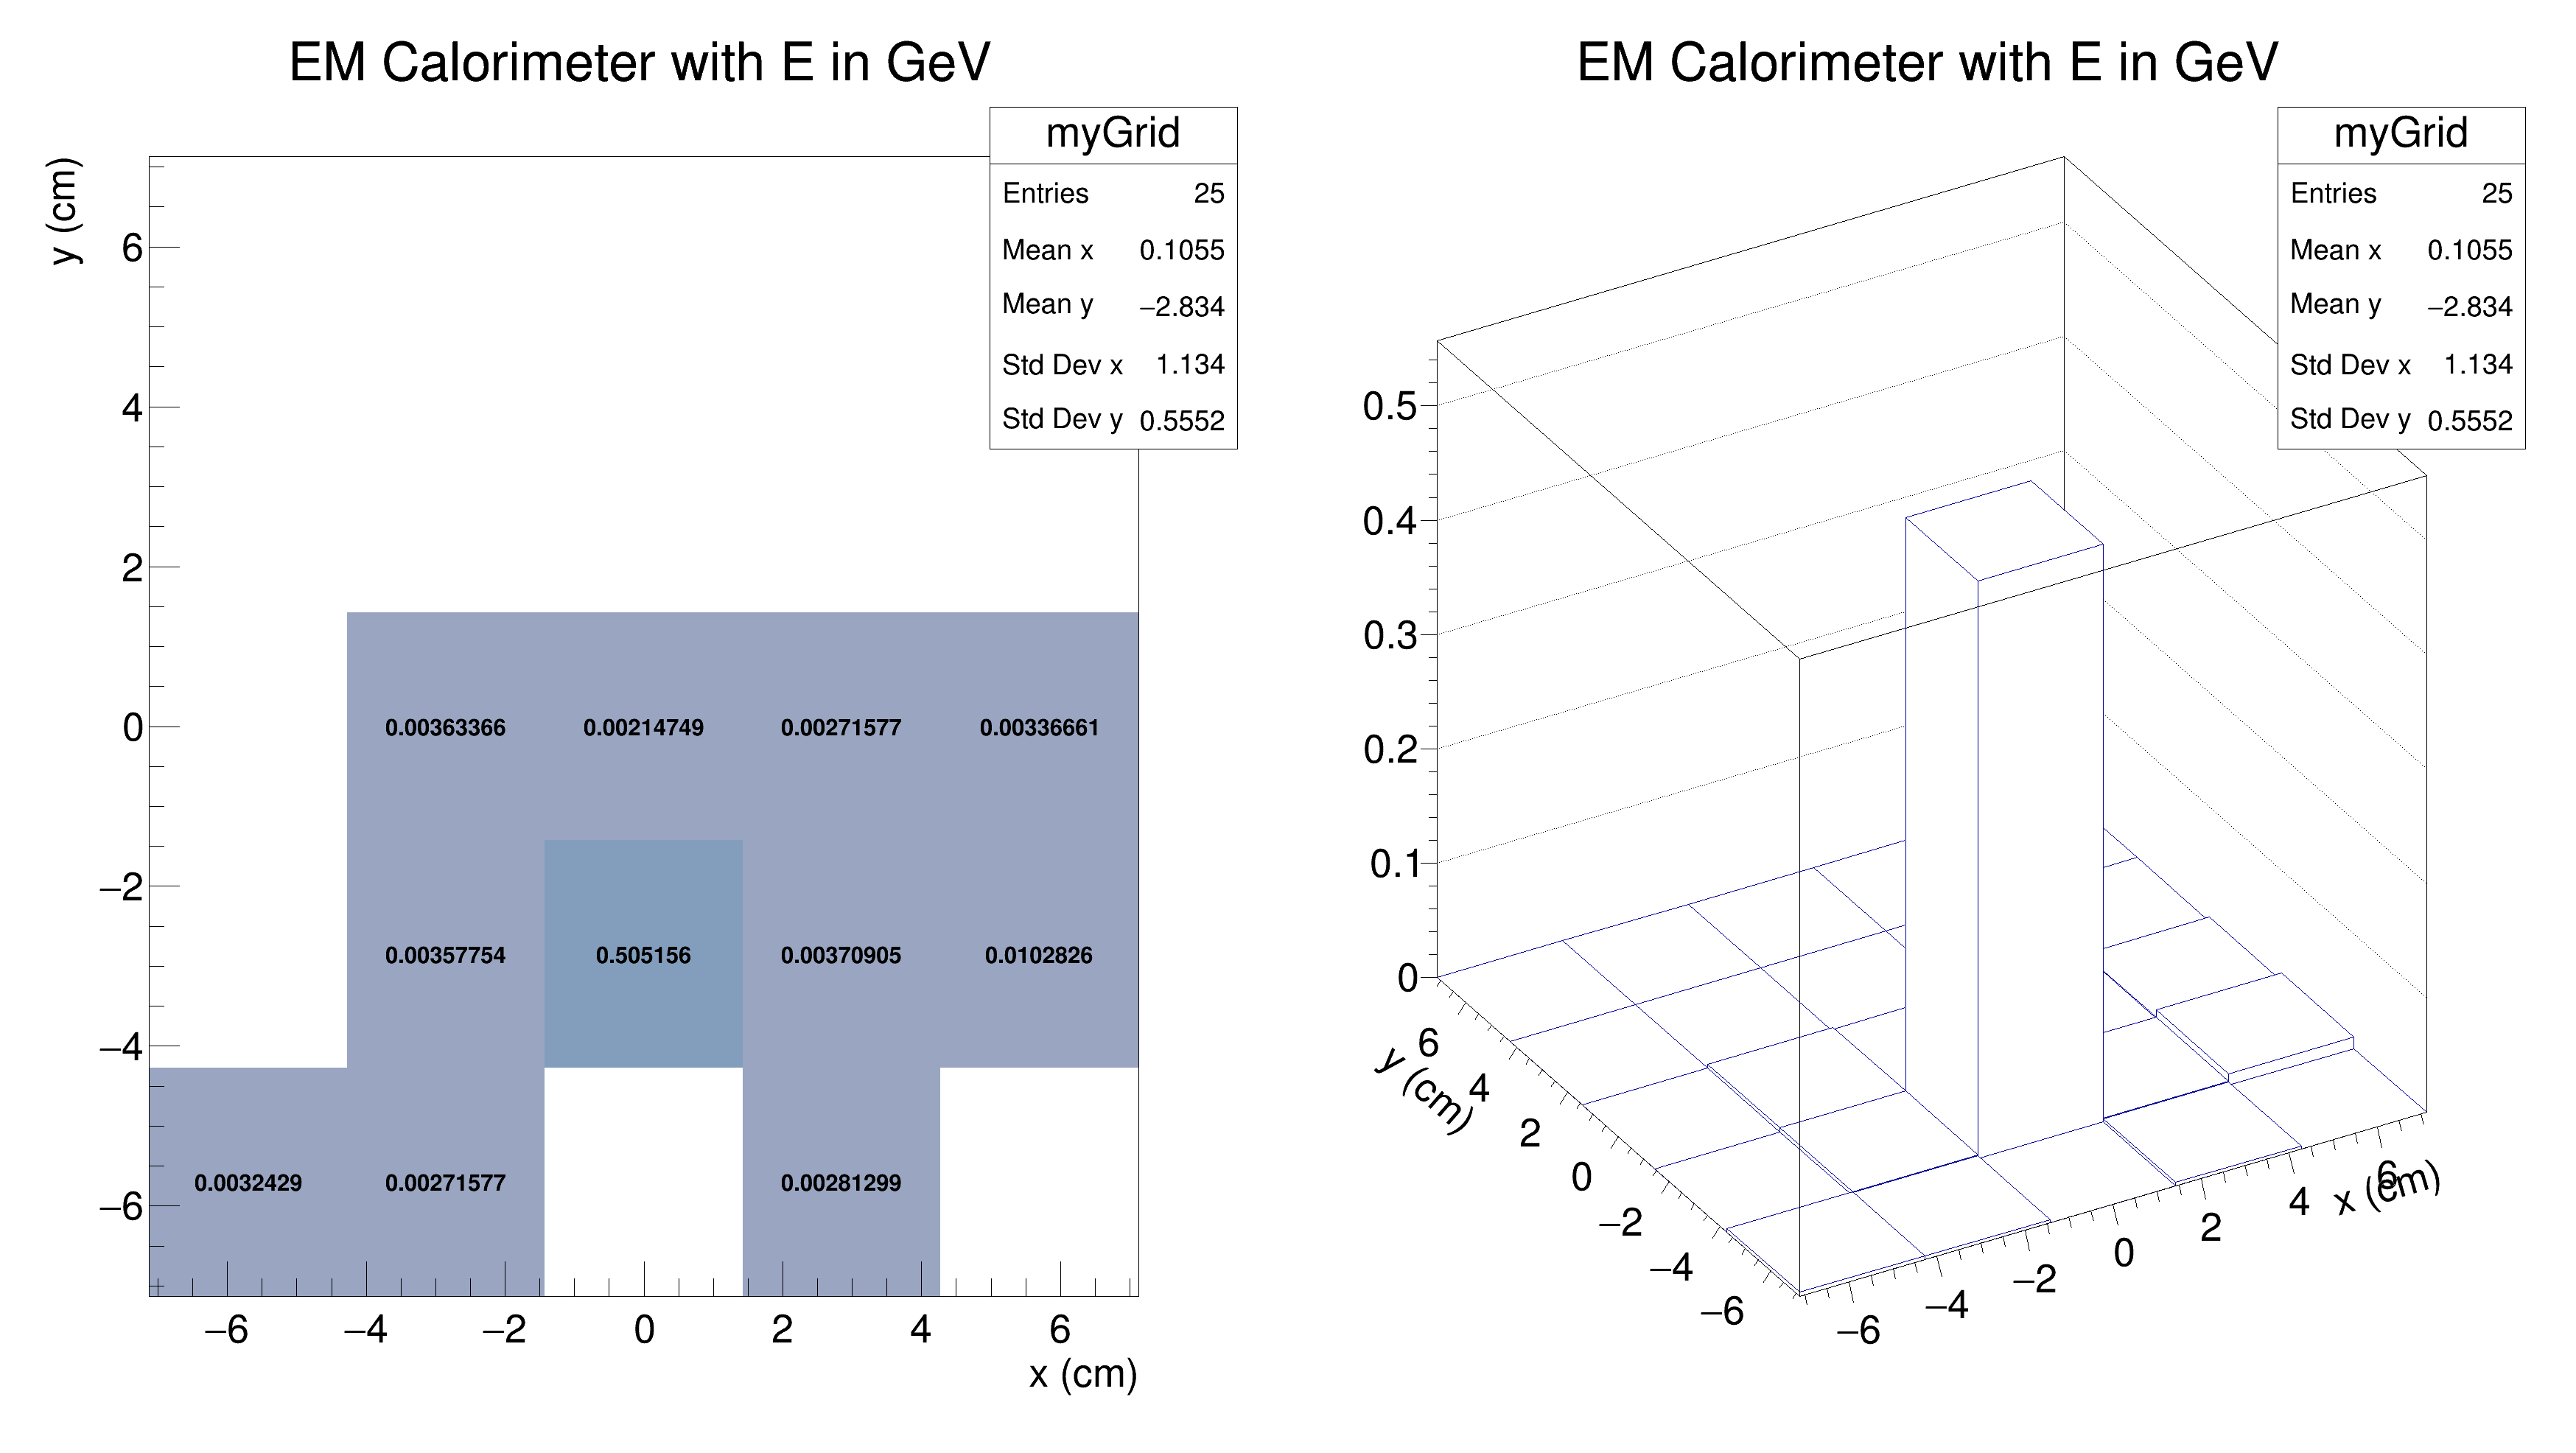 EM Calorimeter with E in GeV
myGrid
Entries 25
Mean x 0.1055
Mean y −2.834
Std Dev x 1.134
Std Dev y 0.5552
y (cm)
6
4
2
0
−2
−4
−6
0.00363366 0.00214749 0.00271577 0.00336661
0.00357754 0.505156 0.00370905 0.0102826
0.0032429 0.00271577 0.00281299
−6 −4 −2 0 2 4 6
x (cm)
EM Calorimeter with E in GeV
myGrid
Entries 25
Mean x 0.1055
Mean y −2.834
Std Dev x 1.134
Std Dev y 0.5552
0.5
0.4
0.3
0.2
0.1
0
y (cm)
6
4
2
0
−2
−4
−6
−6 −4 −2 0 2 4 6
x (cm)